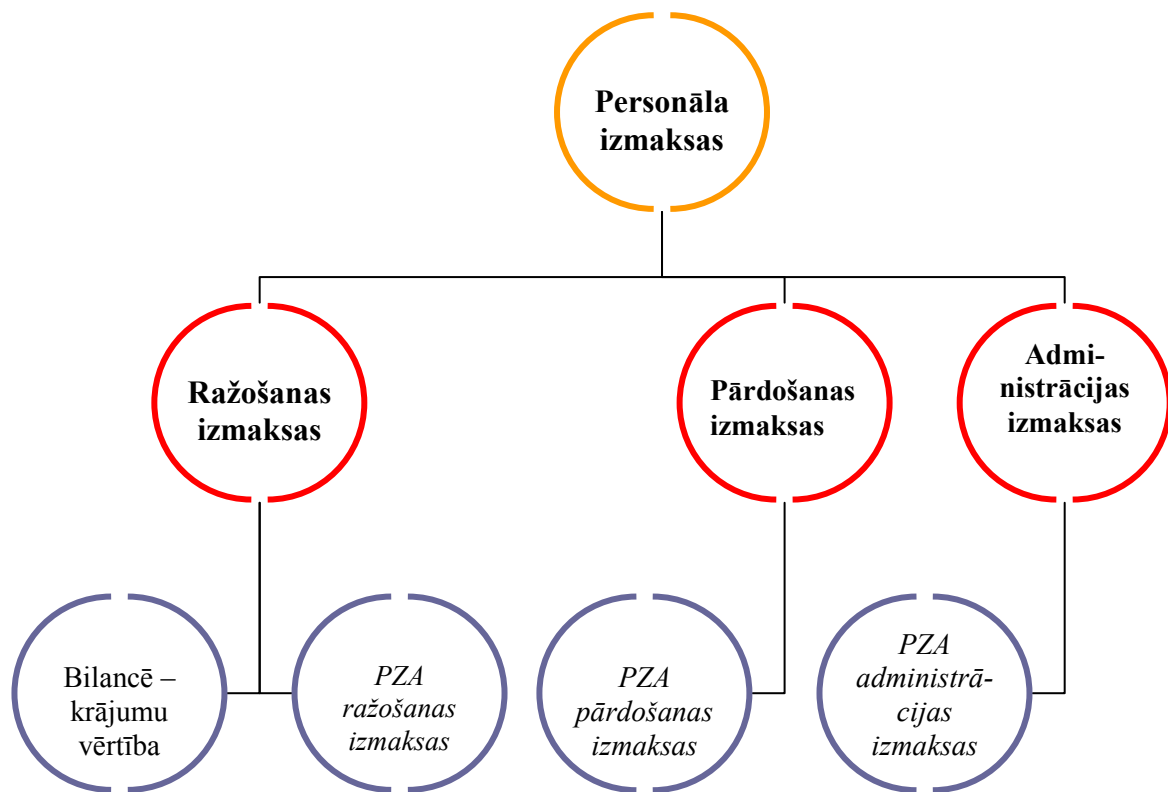 Personāla
izmaksas
Ražošanas
izmaksas
Pārdošanas
izmaksas
Admi-
nistrācijas
izmaksas
Bilancē –
krājumu
vērtība
PZA
ražošanas
izmaksas
PZA
pārdošanas
izmaksas
PZA
administrā-
cijas
izmaksas